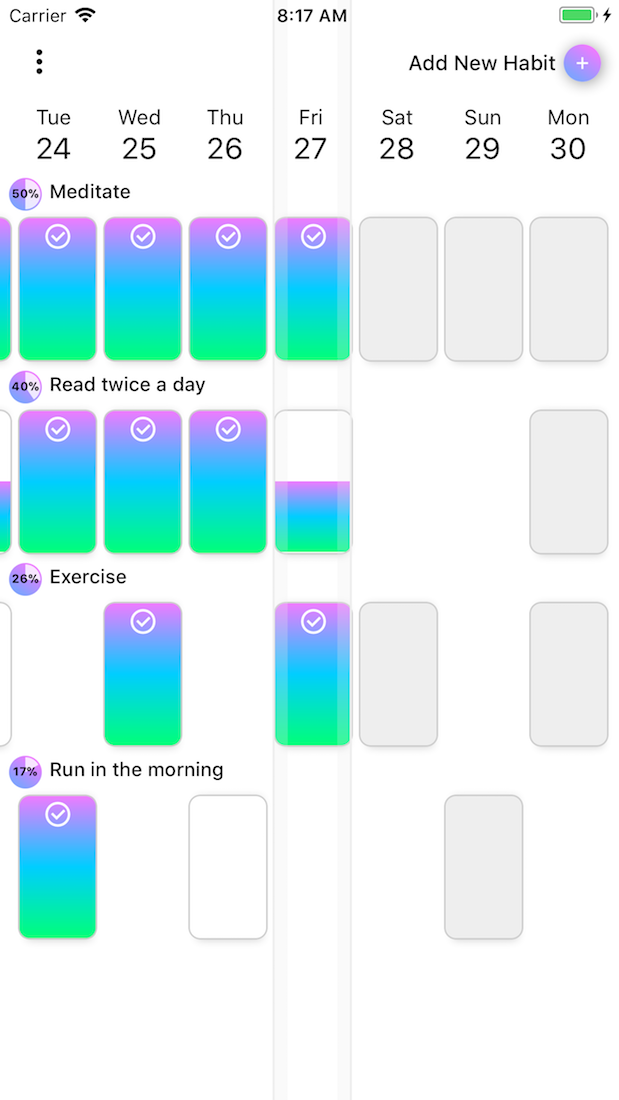 Carrier 8:17 AM
Add New Habit +
Tue Wed Thu Fri Sat Sun Mon
24 25 26 27 28 29 30
50% Meditate
40% Read twice a day
26% Exercise
17% Run in the morning